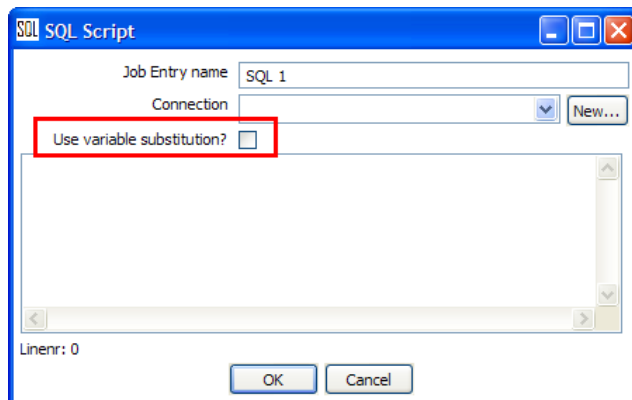 SQL SQL Script
Job Entry name SQL 1
Connection New...
Use variable substitution?
Linenr: 0
OK Cancel